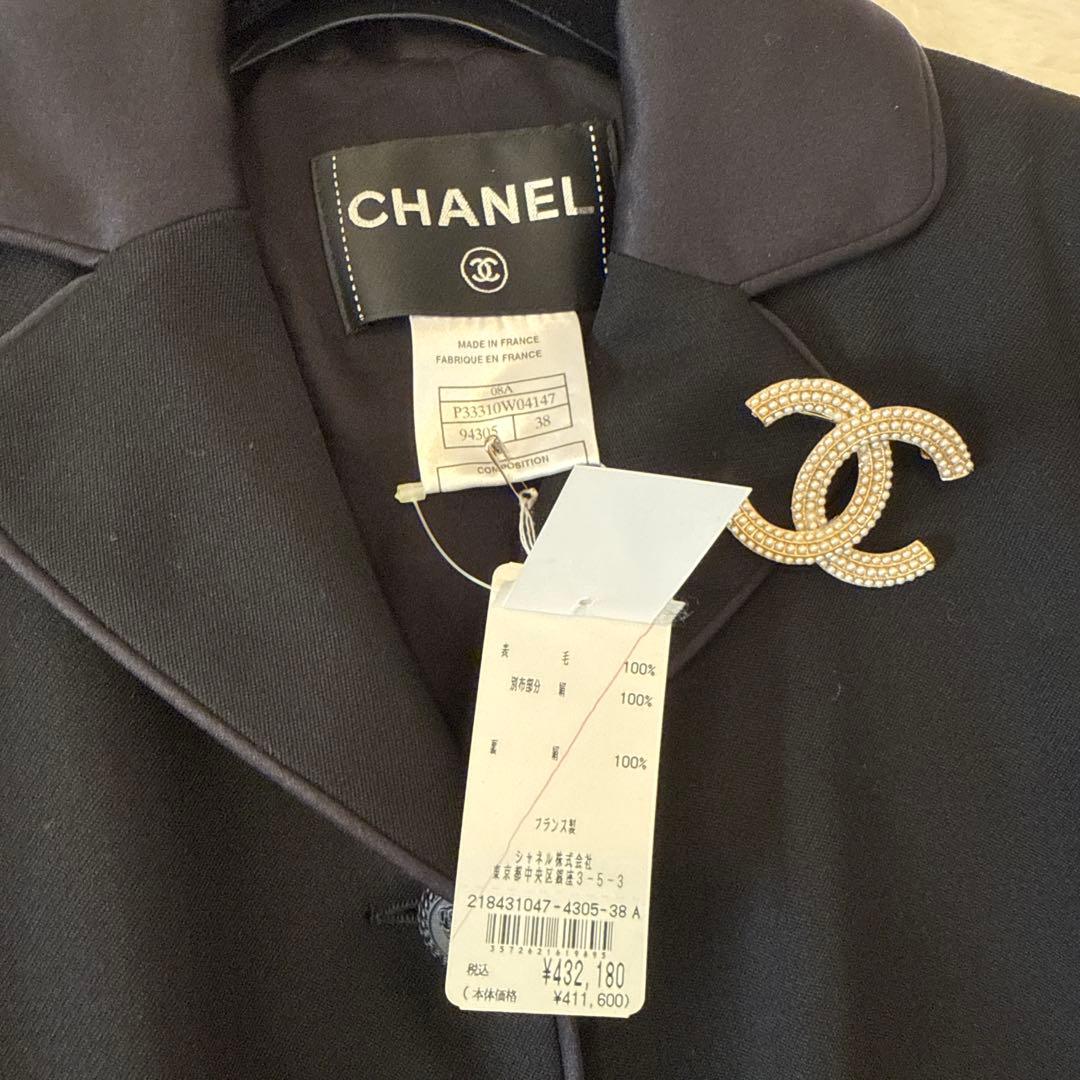 CHANEL
MADE IN FRANCE
FABRIQUE EN FRANCE
08A
P33310W04147
94305 38
COMPOSITION
表 毛 100%
別布部分 絹 100%
裏 絹 100%
フランス製
シャネル株式会社
東京都中央区銀座3-5-3
218431047-4305-38 A
3572621619895
税込 ¥432,180
(本体価格 ¥411,600)